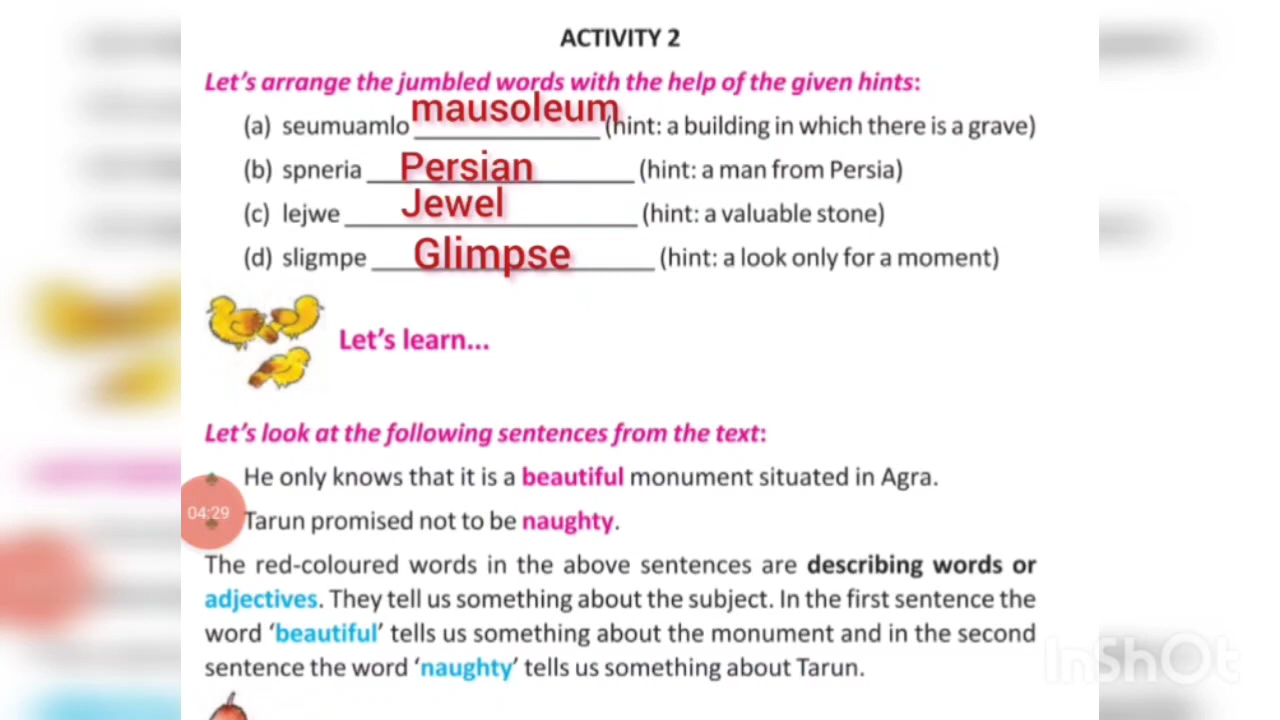 ACTIVITY 2
Let's arrange the jumbled words with the help of the given hints:
(a) seumuamlo mausoleum (hint: a building in which there is a grave)
(b) spneria Persian (hint: a man from Persia)
(c) lejwe Jewel (hint: a valuable stone)
(d) sligmpe Glimpse (hint: a look only for a moment)
Let's learn...
Let's look at the following sentences from the text:
He only knows that it is a beautiful monument situated in Agra.
04:29
Tarun promised not to be naughty.
The red-coloured words in the above sentences are describing words or
adjectives. They tell us something about the subject. In the first sentence the
word 'beautiful' tells us something about the monument and in the second
sentence the word 'naughty' tells us something about Tarun.
InShOt